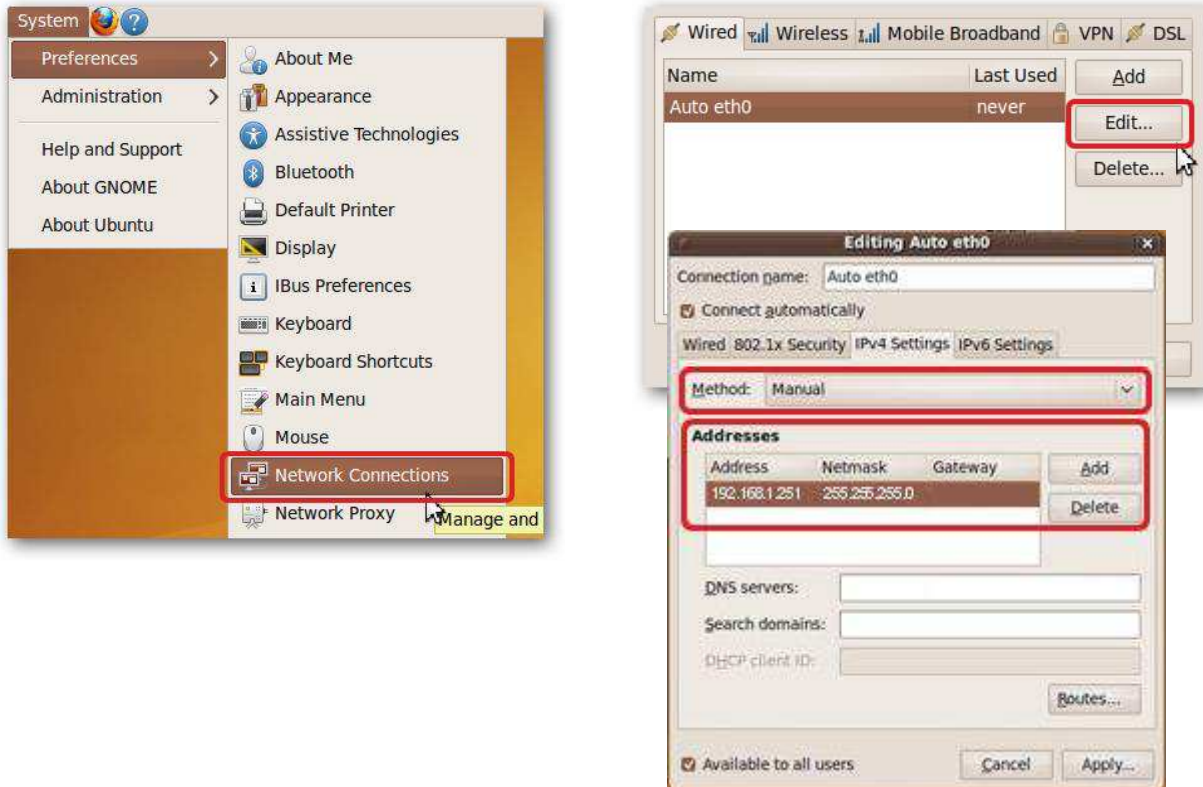 System
Preferences
Administration
Help and Support
About GNOME
About Ubuntu
About Me
Appearance
Assistive Technologies
Bluetooth
Default Printer
Display
IBus Preferences
Keyboard
Keyboard Shortcuts
Main Menu
Mouse
Network Connections
Network Proxy
Manage and
Wired Wireless Mobile Broadband VPN DSL
Name Last Used
Auto eth0 never
Add
Edit...
Delete...
Editing Auto eth0
Connection name: Auto eth0
Connect automatically
Wired 802.1x Security IPv4 Settings IPv6 Settings
Method: Manual
Addresses
Address Netmask Gateway
192.168.1.251 255.255.255.0
Add
Delete
DNS servers:
Search domains:
DHCP client ID:
Routes...
Available to all users
Cancel Apply...